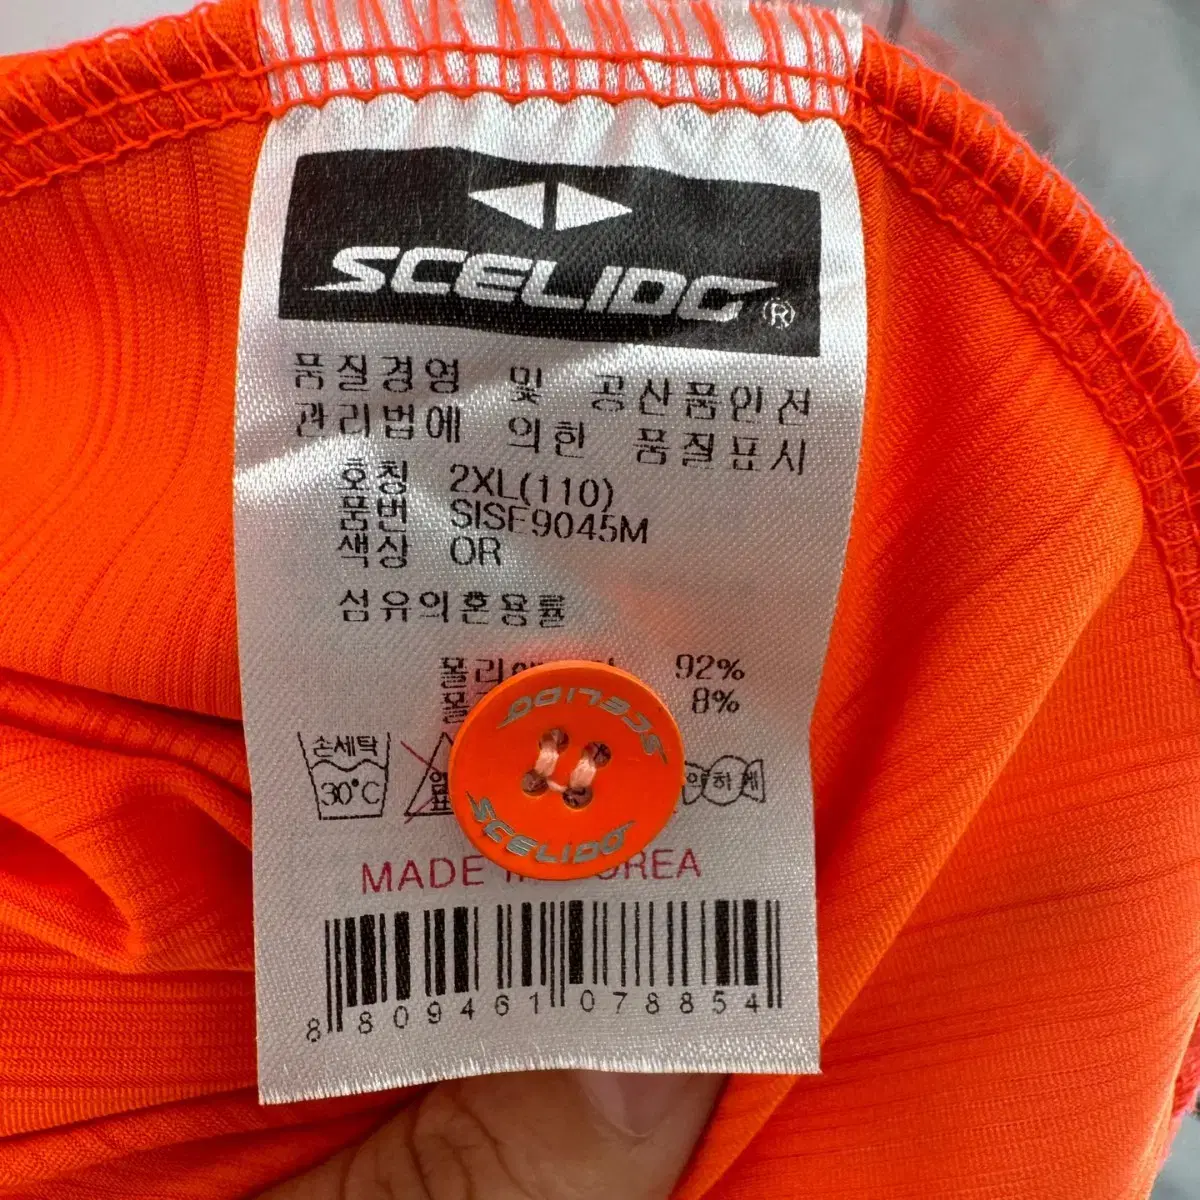 SCELIDO ®
품질경영 및 공산품안전
관리법에 의한 품질표시
호칭 2XL(110)
품번 SISE9045M
색상 OR
섬유의혼용률
92%
8%
손세탁
30°C
SCELIDO
SCELIDO
MADE
8 809461 078854